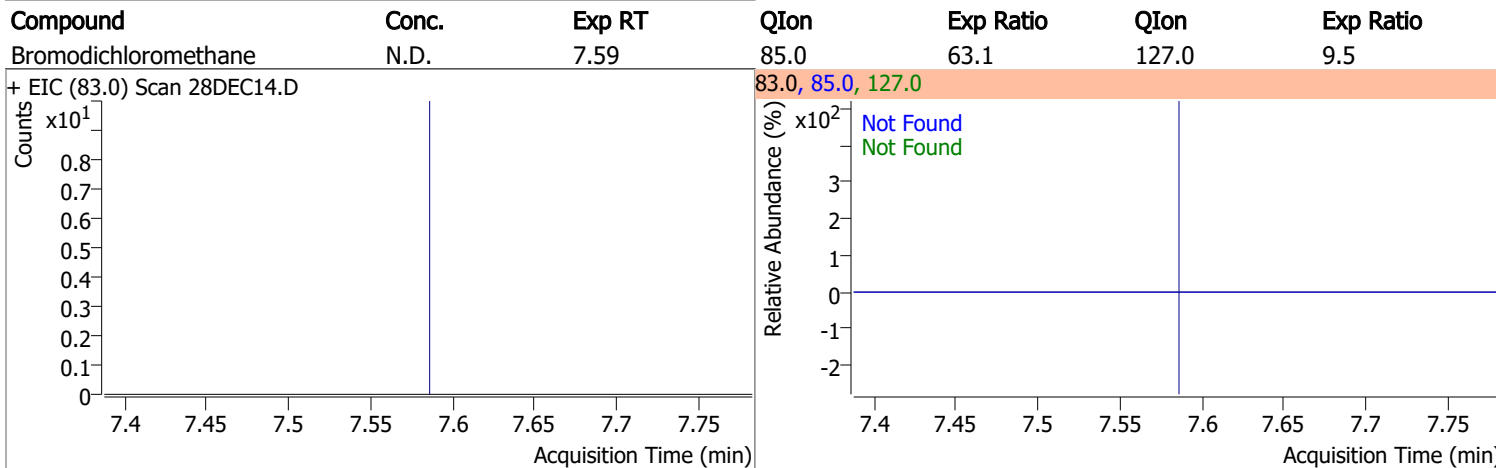 Compound Conc. Exp RT QIon Exp Ratio QIon Exp Ratio
Bromodichloromethane N.D. 7.59 85.0 63.1 127.0 9.5
+ EIC (83.0) Scan 28DEC14.D
Counts
x10¹
0.8
0.7
0.6
0.5
0.4
0.3
0.2
0.1
0
7.4 7.45 7.5 7.55 7.6 7.65 7.7 7.75
Acquisition Time (min)
83.0, 85.0, 127.0
Relative Abundance (%)
x10²
Not Found
Not Found
3
2
1
0
-1
-2
7.4 7.45 7.5 7.55 7.6 7.65 7.7 7.75
Acquisition Time (min)